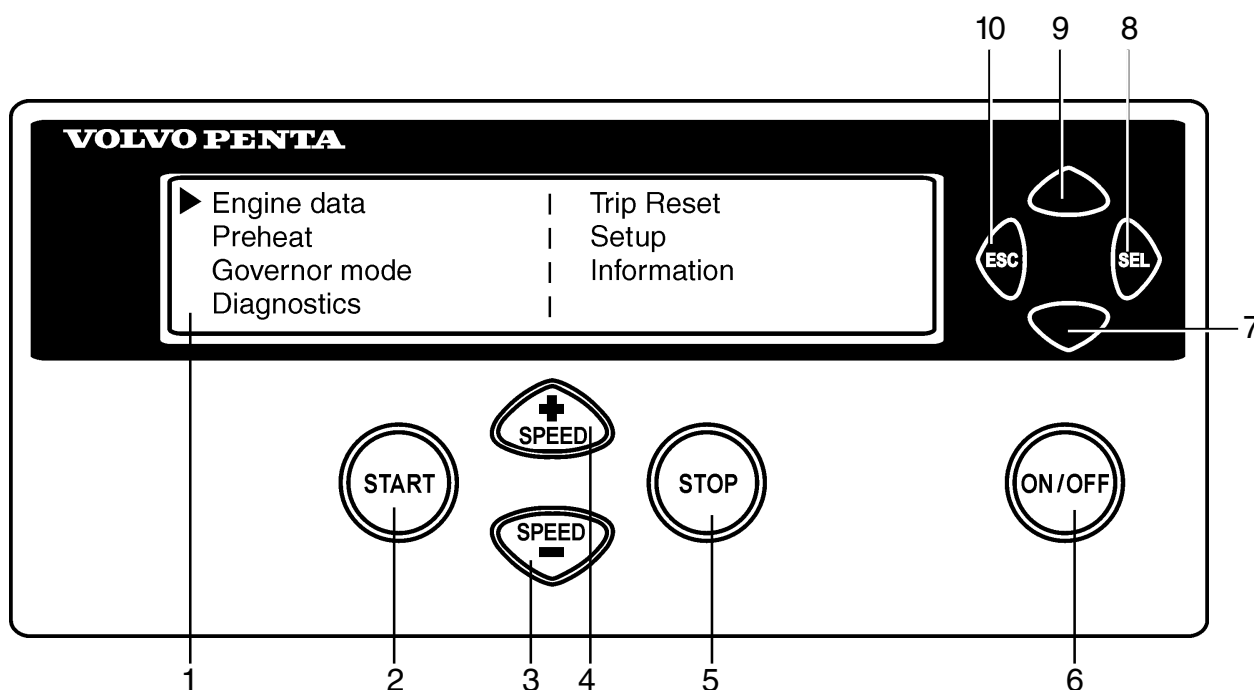 10 9 8
VOLVO PENTA
Engine data | Trip Reset
Preheat | Setup
Governor mode | Information
Diagnostics |
ESC
SEL
7
+
SPEED
START
STOP
ON/OFF
SPEED
-
1 2 3 4 5 6